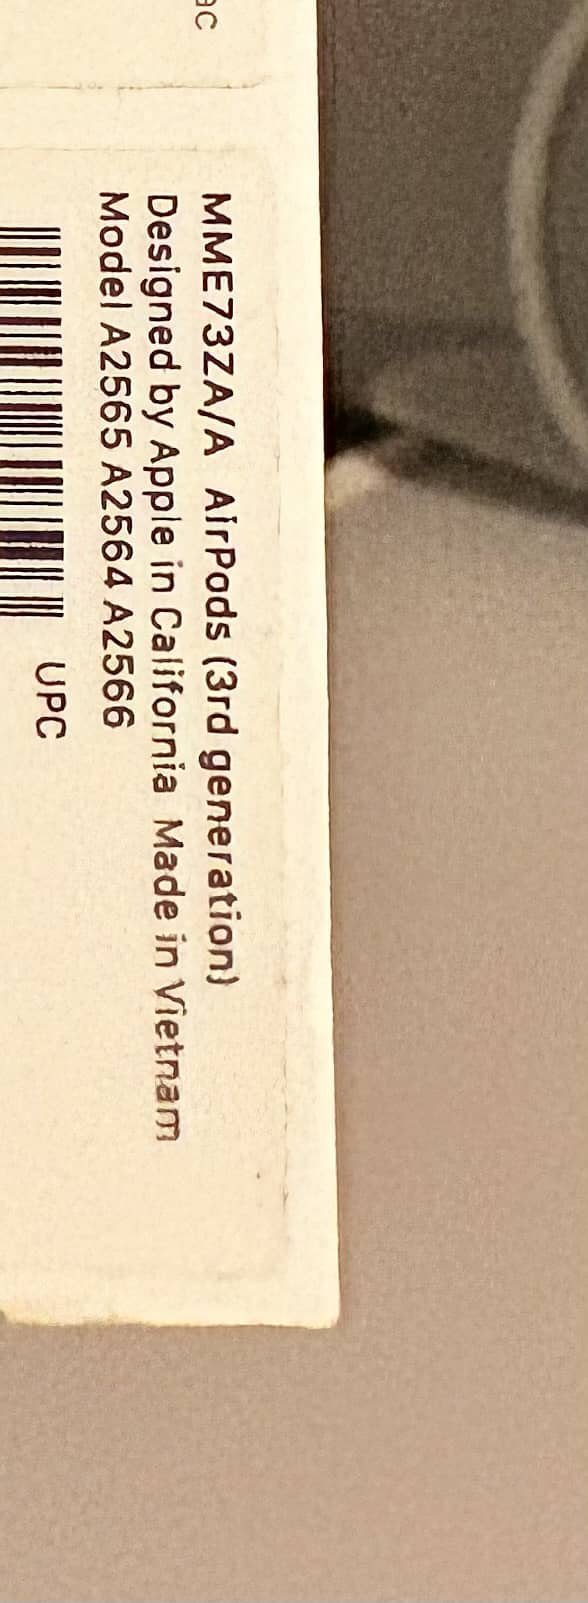 MME73ZA/A AirPods (3rd generation)
Designed by Apple in California Made in Vietnam
Model A2565 A2564 A2566
UPC